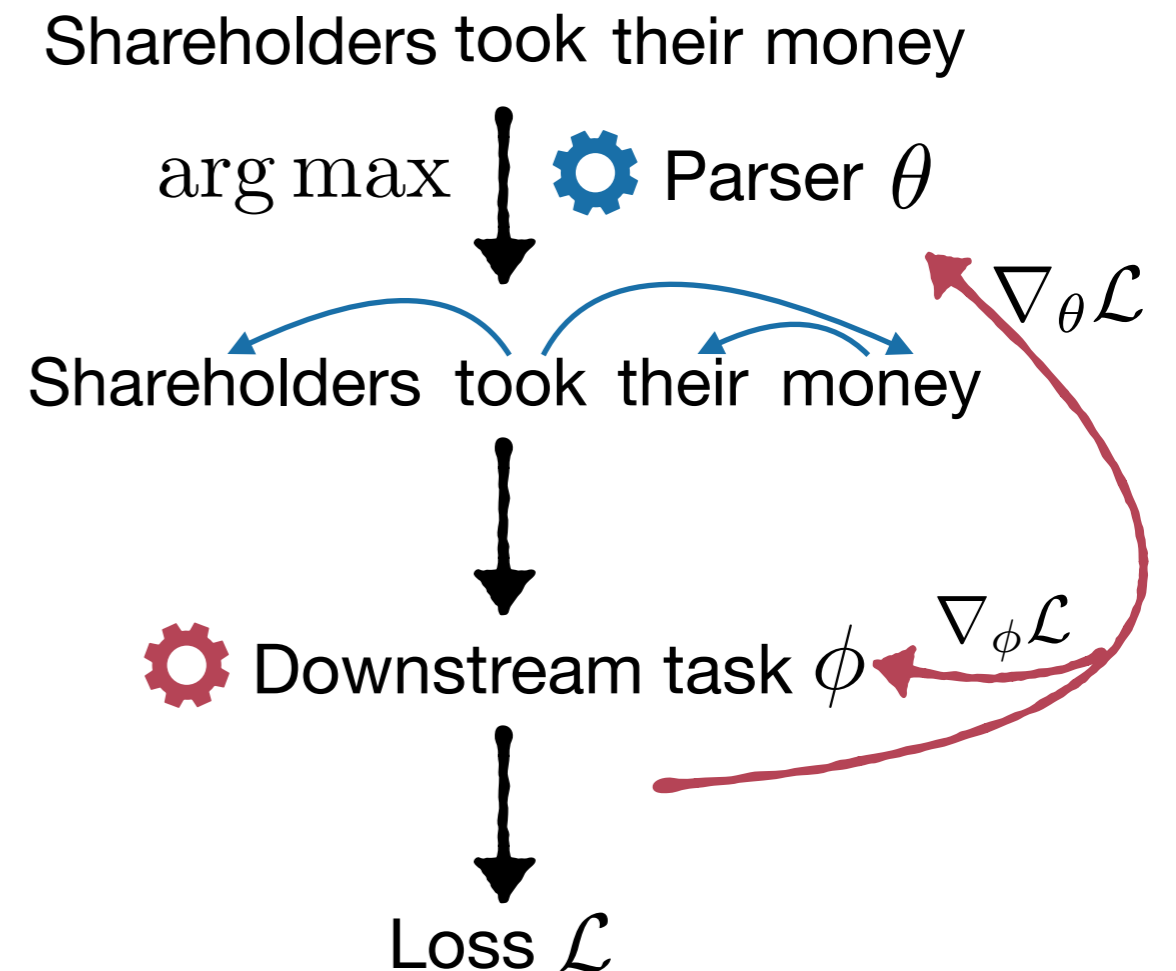 Shareholders took their money
arg max Parser θ
∇θℒ
Shareholders took their money
∇ϕℒ
Downstream task ϕ
Loss ℒ